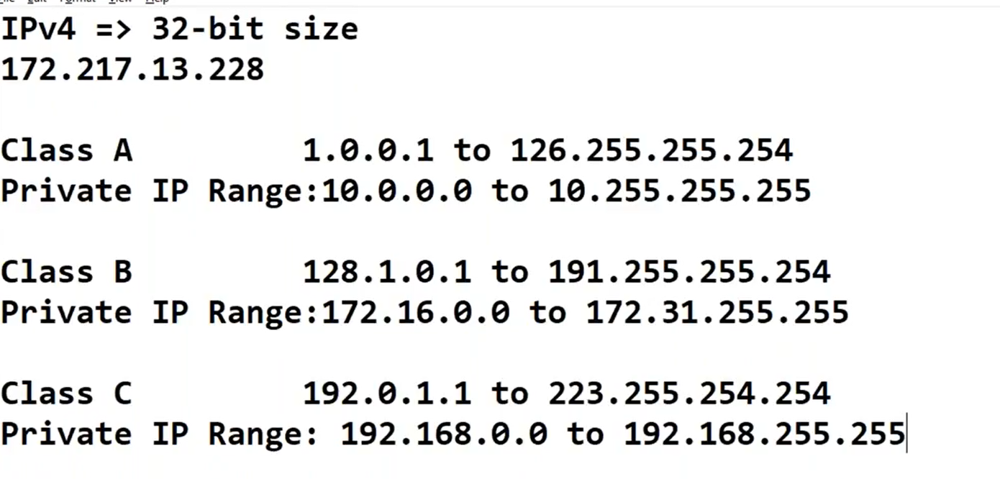 IPv4 => 32-bit size
172.217.13.228
Class A 1.0.0.1 to 126.255.255.254
Private IP Range:10.0.0.0 to 10.255.255.255
Class B 128.1.0.1 to 191.255.255.254
Private IP Range:172.16.0.0 to 172.31.255.255
Class C 192.0.1.1 to 223.255.254.254
Private IP Range: 192.168.0.0 to 192.168.255.255